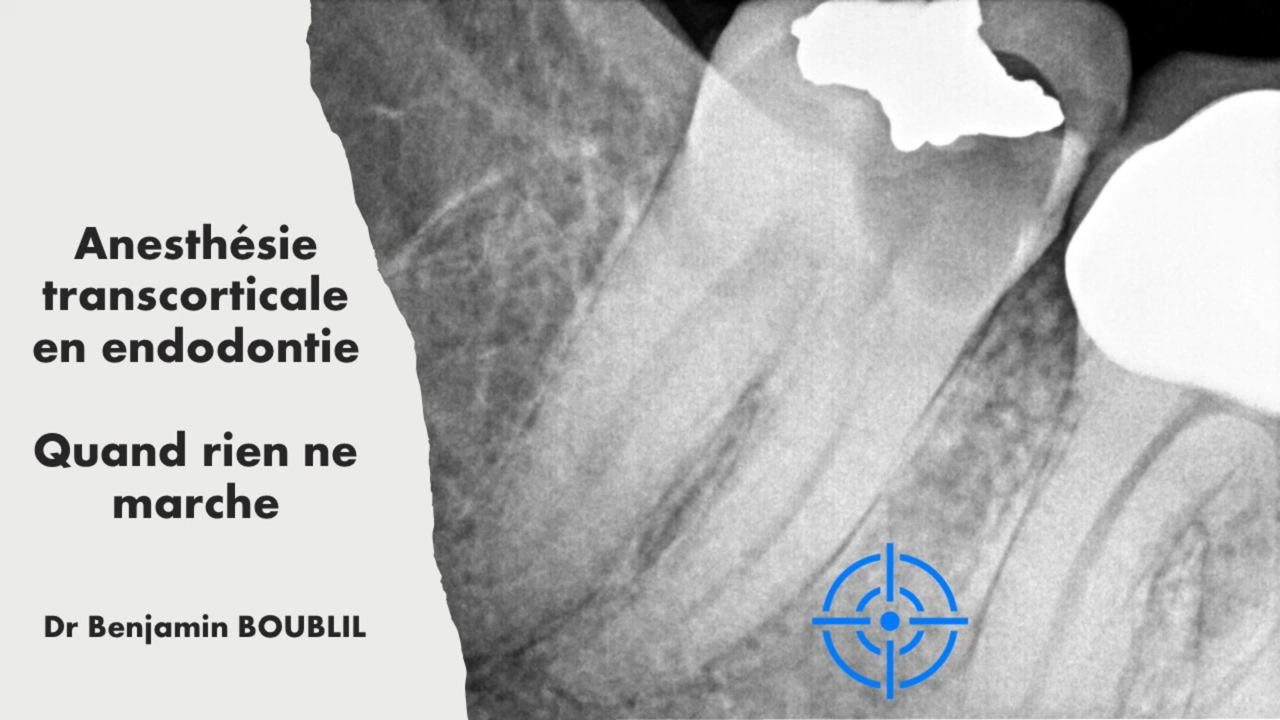 Anesthésie
transcorticale
en endodontie
Quand rien ne
marche
Dr Benjamin BOUBLIL